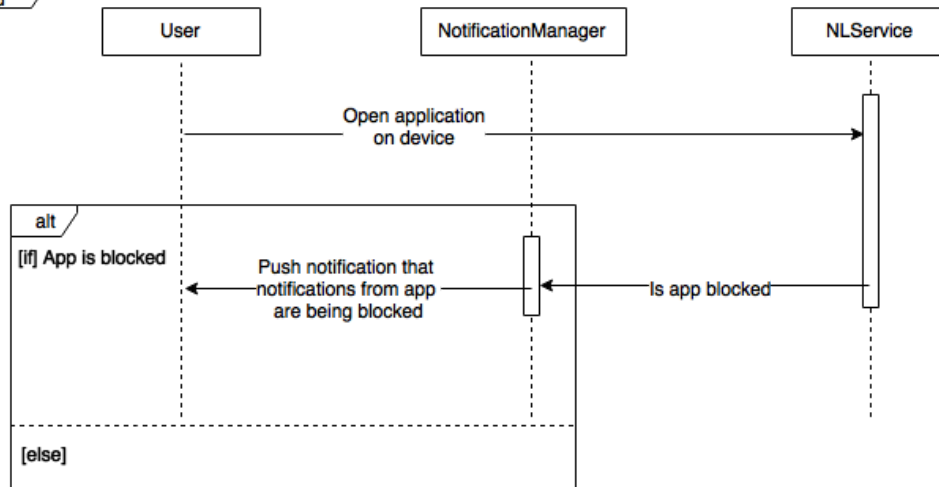 User
NotificationManager
NLService
Open application
on device
alt
[if] App is blocked
Push notification that
notifications from app
are being blocked
Is app blocked
[else]